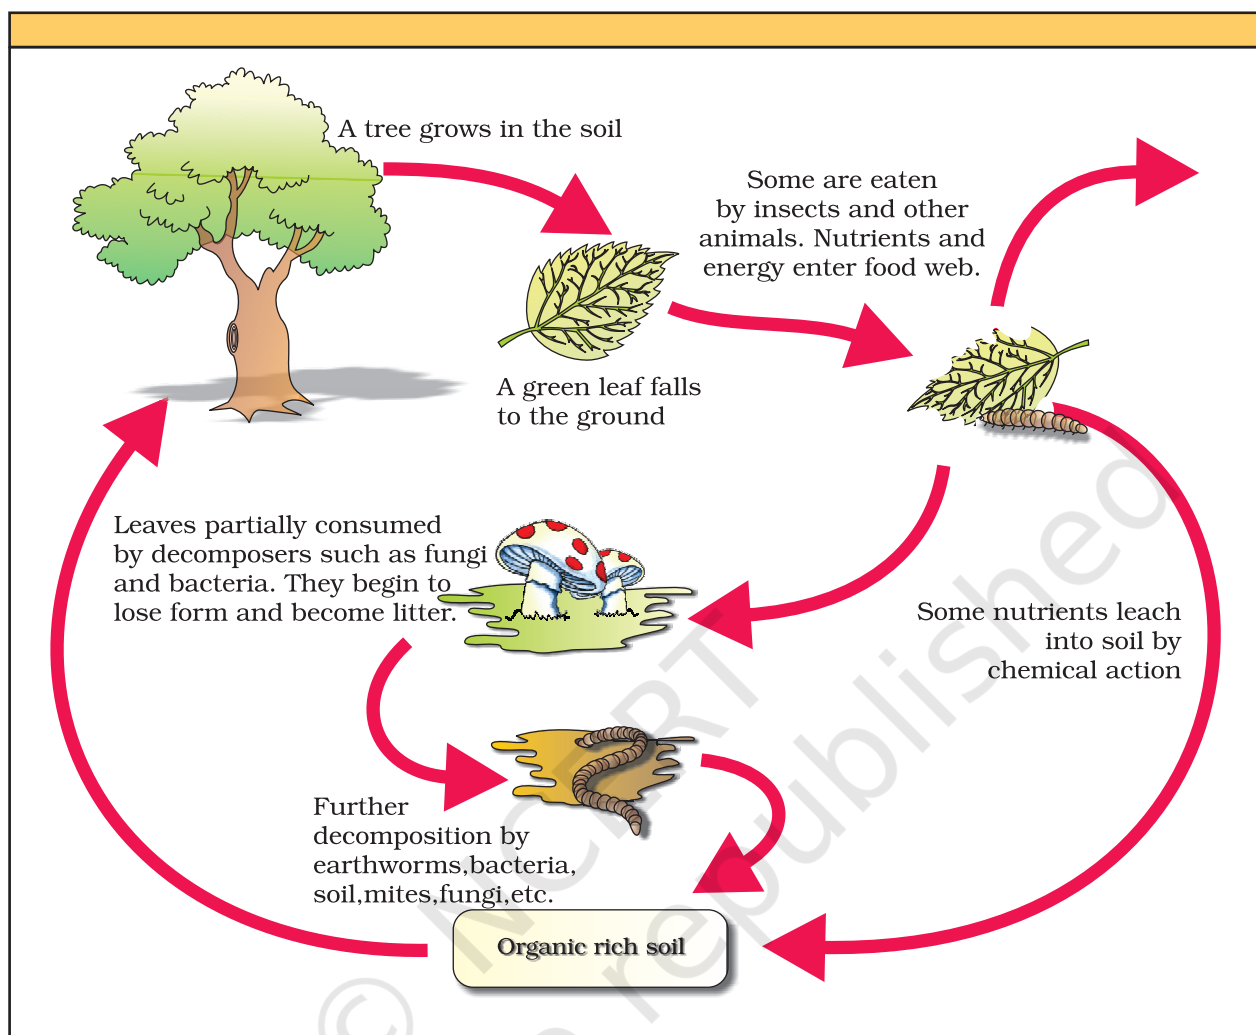 A tree grows in the soil
Some are eaten
by insects and other
animals. Nutrients and
energy enter food web.
A green leaf falls
to the ground
Leaves partially consumed
by decomposers such as fungi
and bacteria. They begin to
lose form and become litter.
Some nutrients leach
into soil by
chemical action
Further
decomposition by
earthworms,bacteria,
soil,mites,fungi,etc.
Organic rich soil
© NCERT
republished